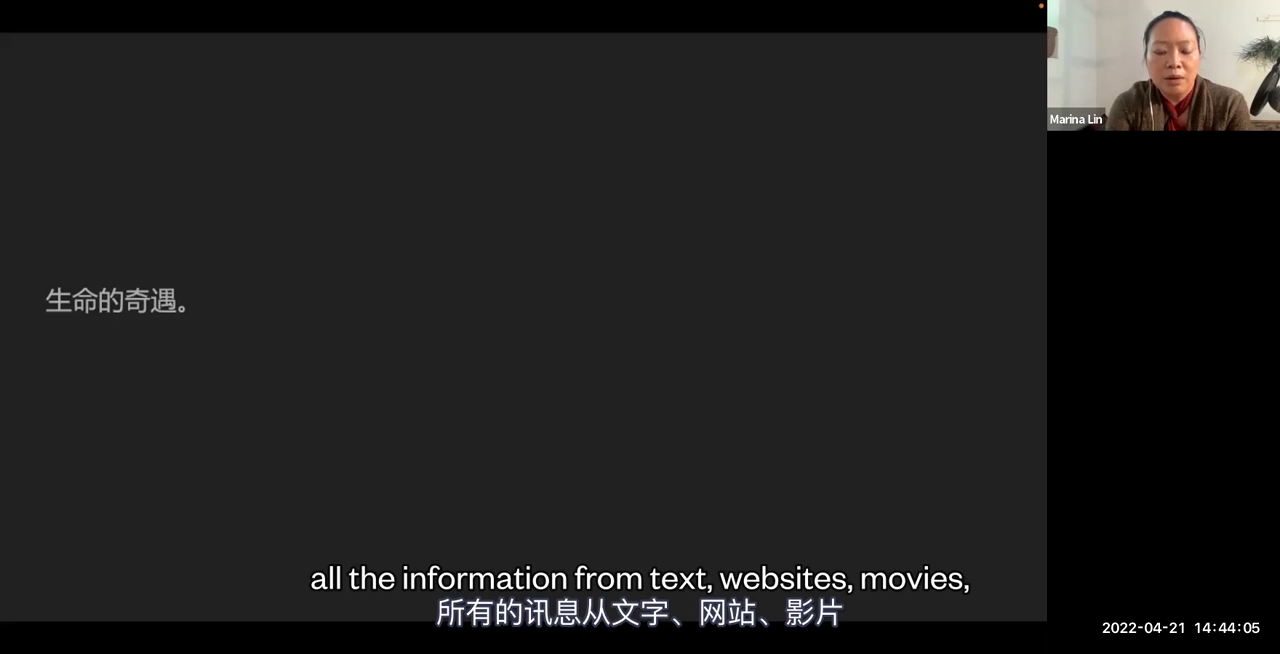 Marina Lin
生命的奇遇。
all the information from text, websites, movies,
所有的讯息从文字、网站、影片
2022-04-21 14:44:05